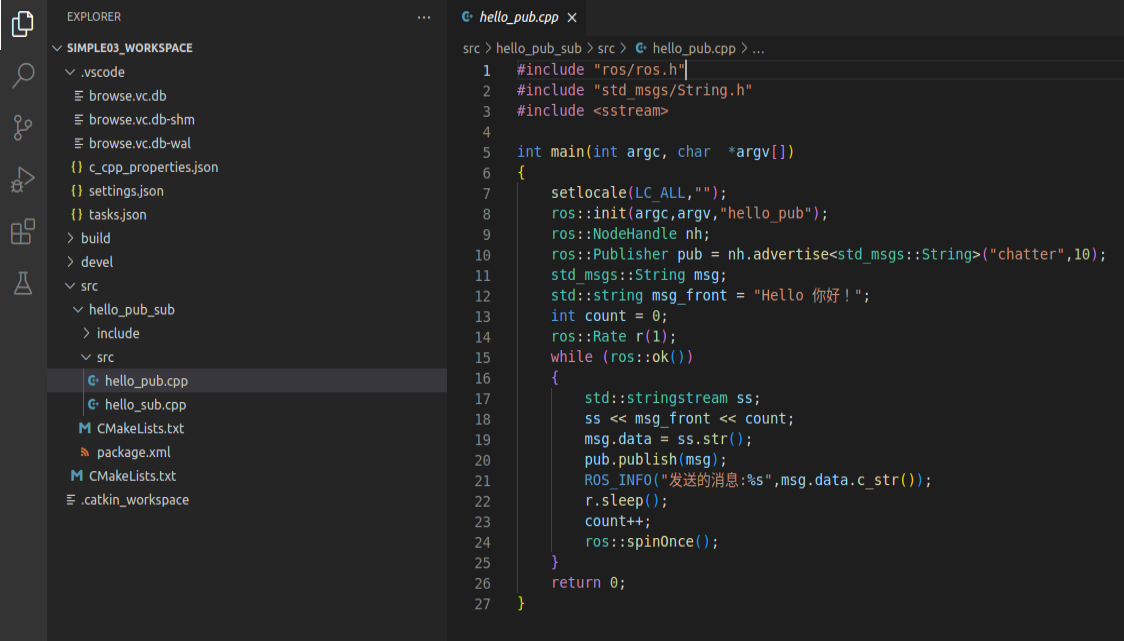 EXPLORER
···
SIMPLE03_WORKSPACE
.vscode
browse.vc.db
browse.vc.db-shm
browse.vc.db-wal
{} c_cpp_properties.json
{} settings.json
{} tasks.json
build
devel
src
hello_pub_sub
include
src
hello_pub.cpp
hello_sub.cpp
CMakeLists.txt
package.xml
CMakeLists.txt
.catkin_workspace
hello_pub.cpp ×
src > hello_pub_sub > src > hello_pub.cpp > ...
1 #include "ros/ros.h"
2 #include "std_msgs/String.h"
3 #include <sstream>
4
5 int main(int argc, char  *argv[])
6 {
7     setlocale(LC_ALL,"");
8     ros::init(argc,argv,"hello_pub");
9     ros::NodeHandle nh;
10     ros::Publisher pub = nh.advertise<std_msgs::String>("chatter",10);
11     std_msgs::String msg;
12     std::string msg_front = "Hello 你好！";
13     int count = 0;
14     ros::Rate r(1);
15     while (ros::ok())
16     {
17         std::stringstream ss;
18         ss << msg_front << count;
19         msg.data = ss.str();
20         pub.publish(msg);
21         ROS_INFO("发送的消息:%s",msg.data.c_str());
22         r.sleep();
23         count++;
24         ros::spinOnce();
25     }
26     return 0;
27 }